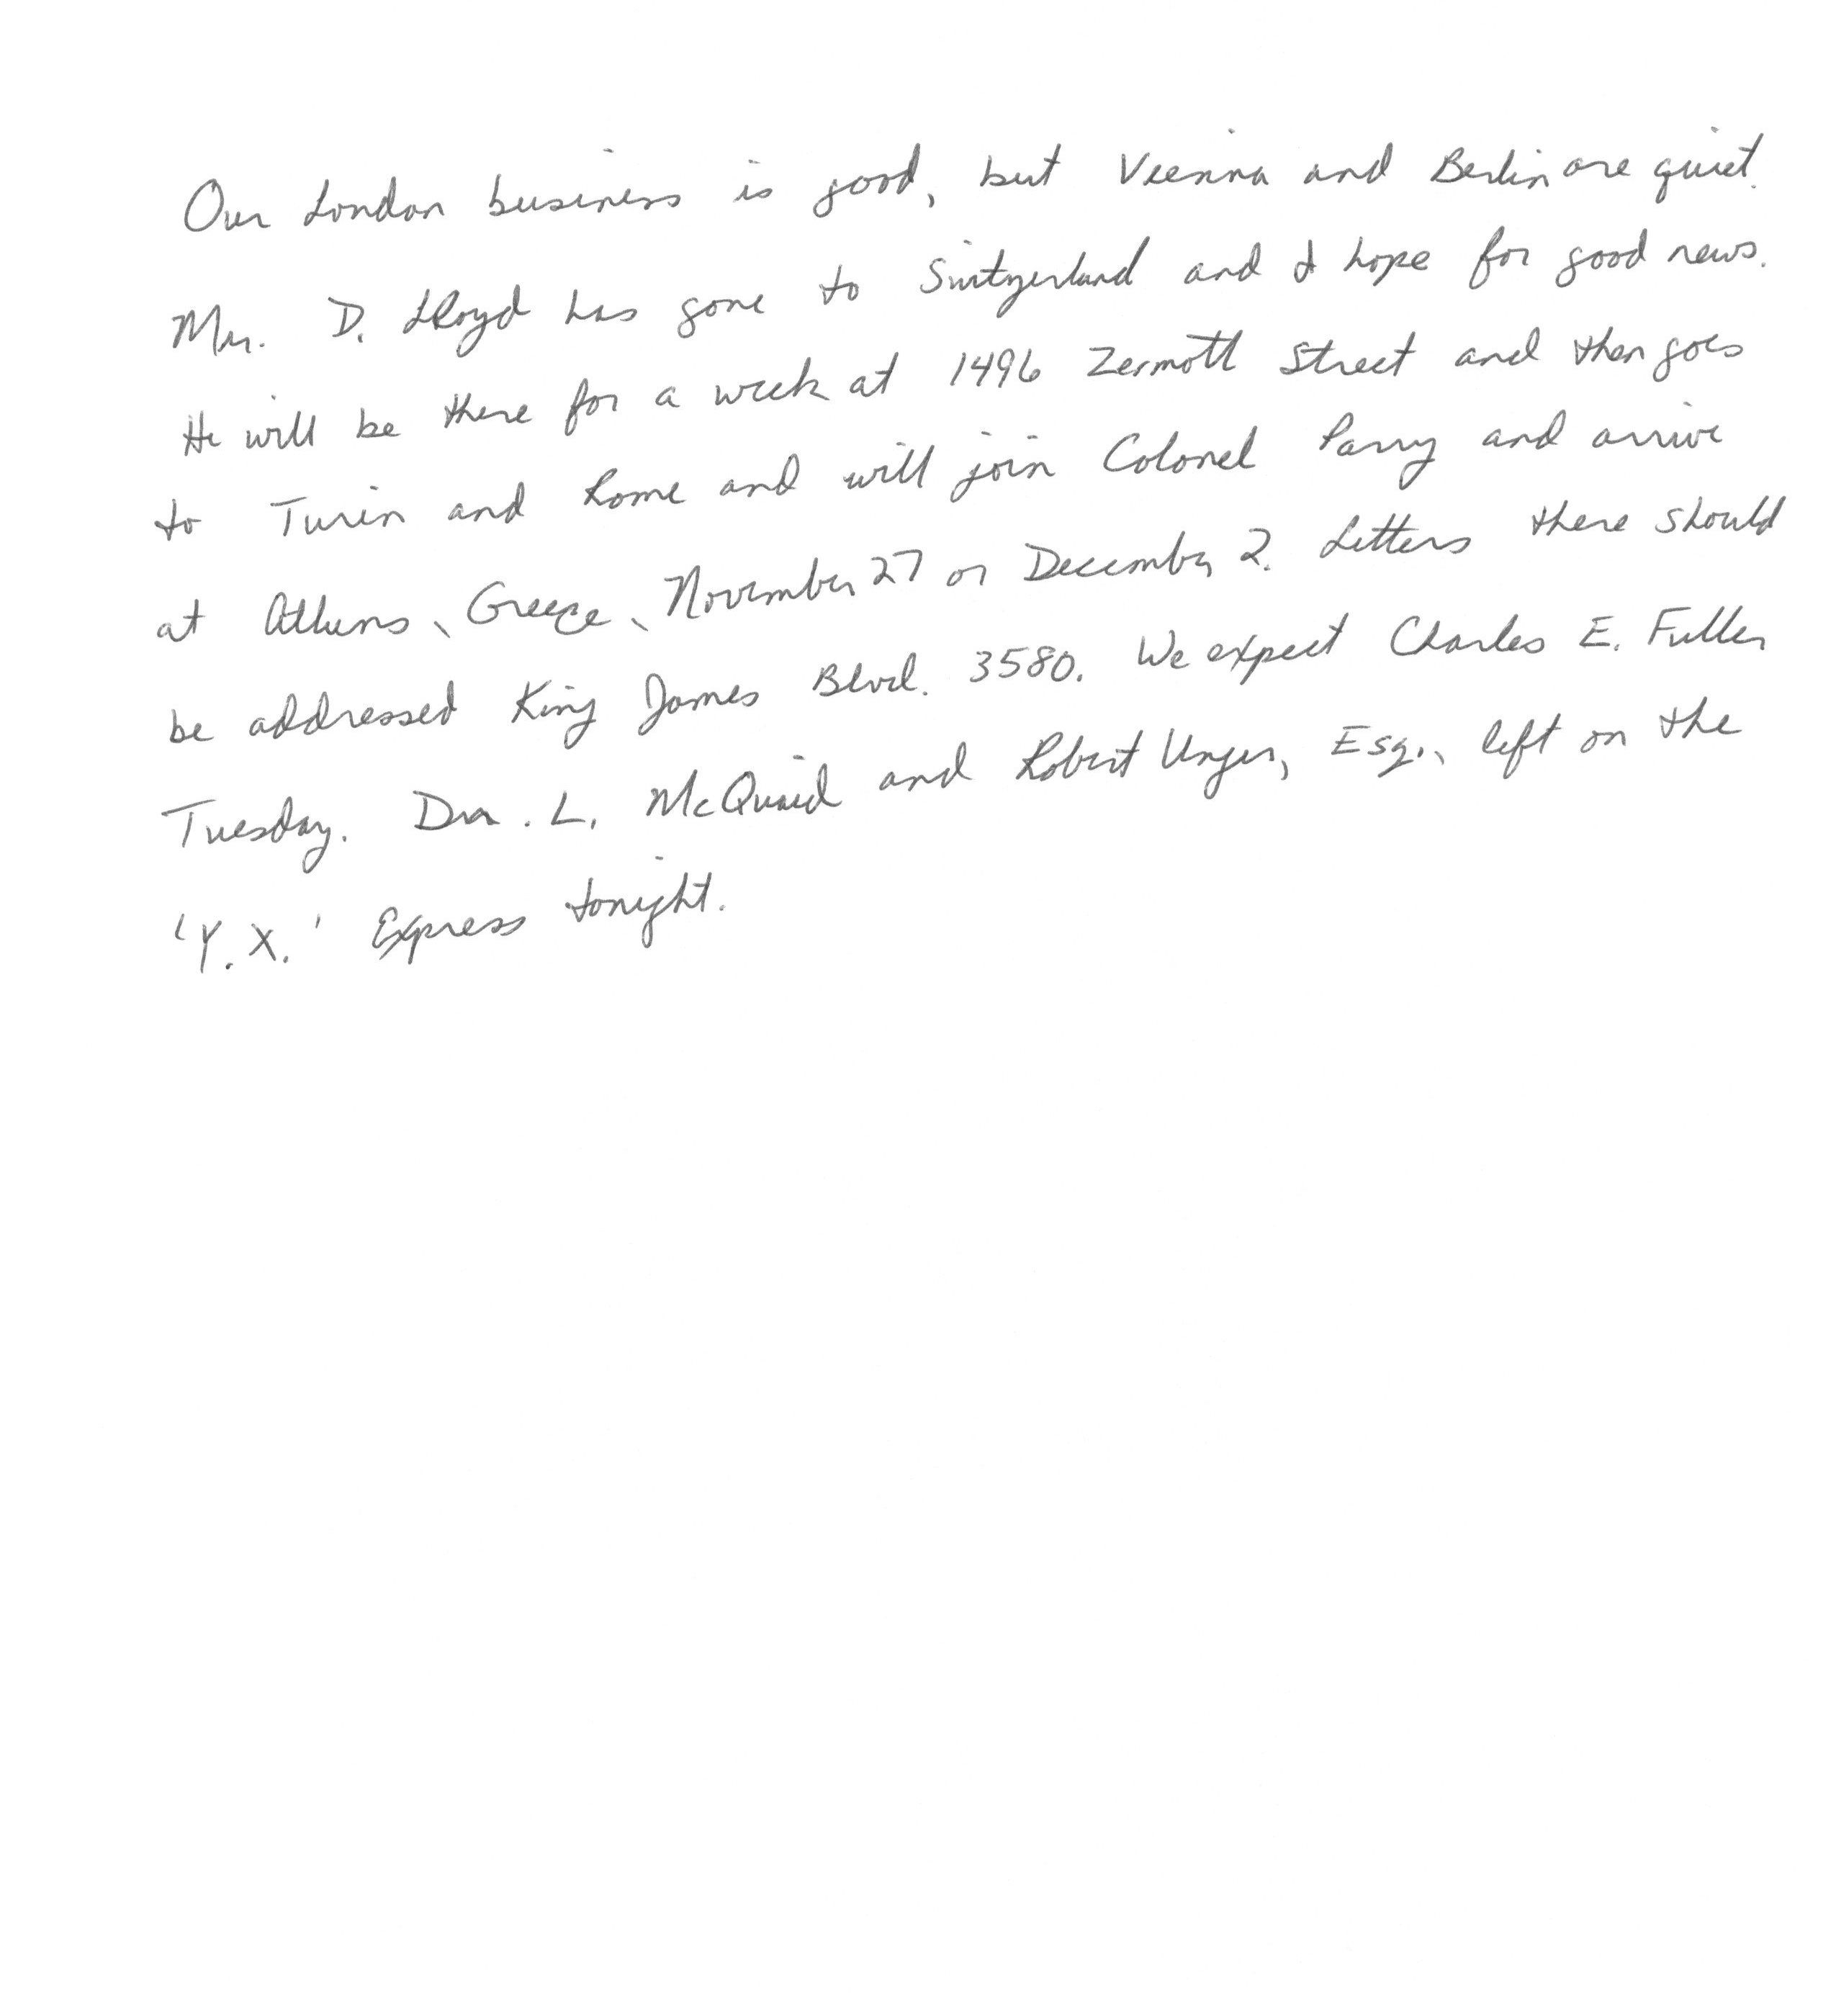 Our London business is good, but Vienna and Berlin are quiet.
Mr. D. Lloyd has gone to Switzerland and I hope for good news.
He will be there for a week at 1496 Zermott Street and then goes
to Turin and Rome and will join Colonel Parry and arrive
at Athens, Greece, November 27 or December 2. Letters there should
be addressed King James Blvd. 3580. We expect Charles E. Fuller
Tuesday. Dr. L. McQuaid and Robert Unger, Esq., left on the
'Y.X.' Express tonight.